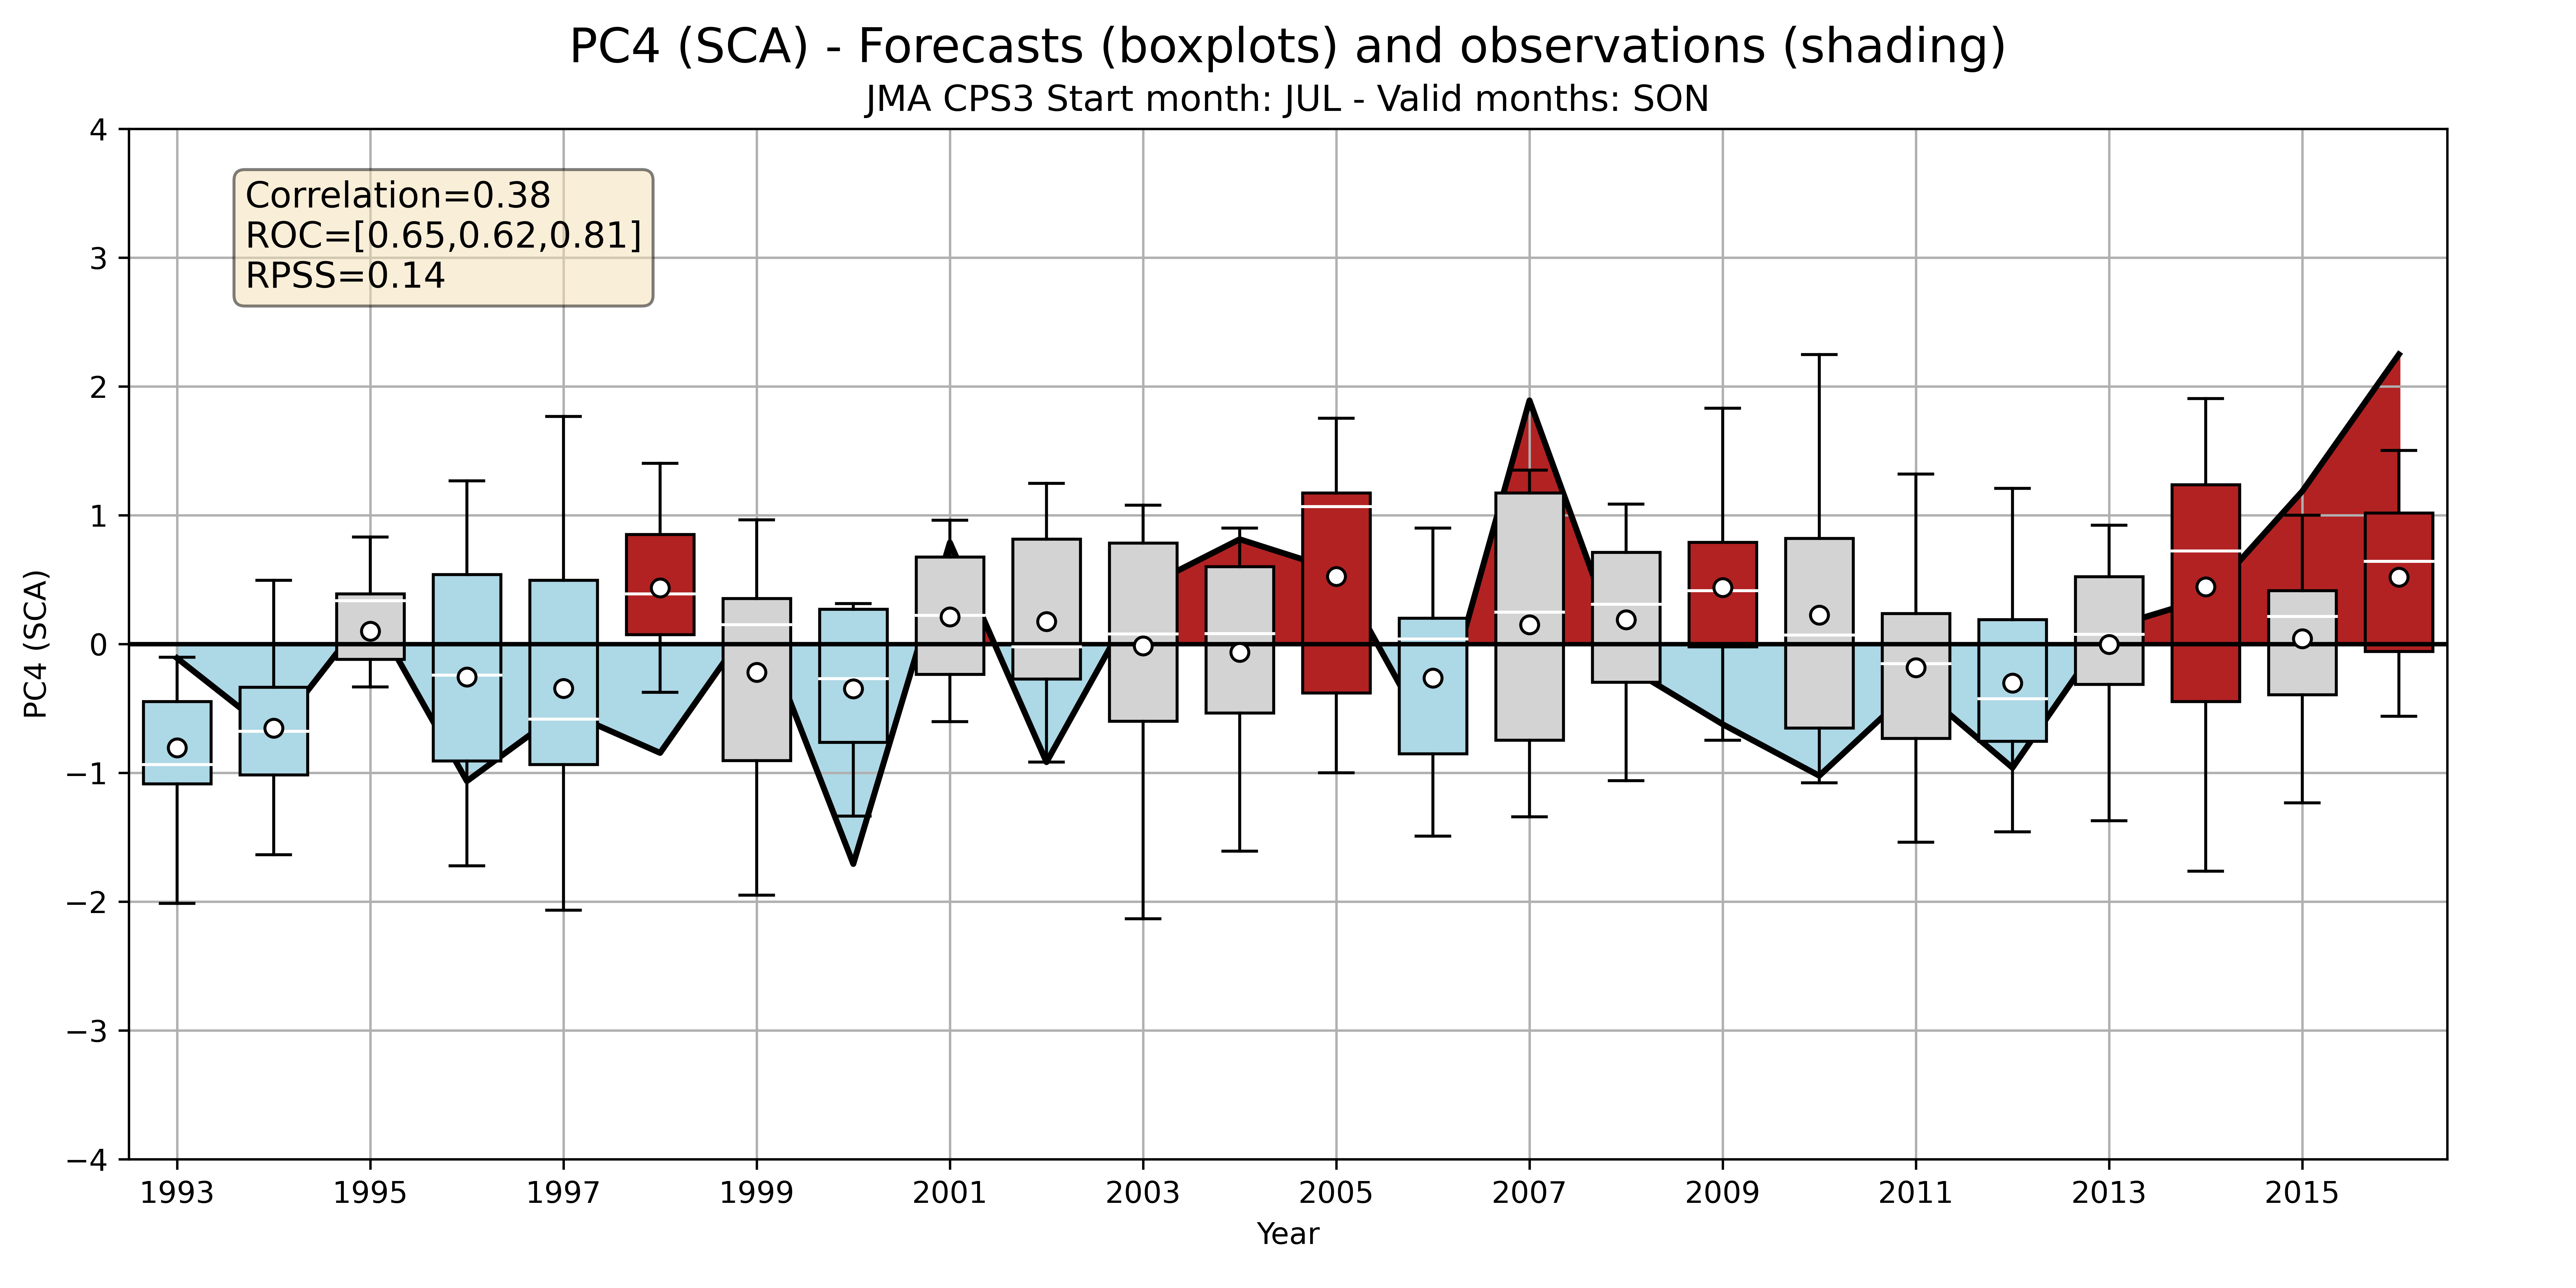 PC4 (SCA) - Forecasts (boxplots) and observations (shading)
JMA CPS3 Start month: JUL - Valid months: SON
Correlation=0.38
ROC=[0.65,0.62,0.81]
RPSS=0.14
PC4 (SCA)
4
3
2
1
0
−1
−2
−3
−4
1993 1995 1997 1999 2001 2003 2005 2007 2009 2011 2013 2015
Year